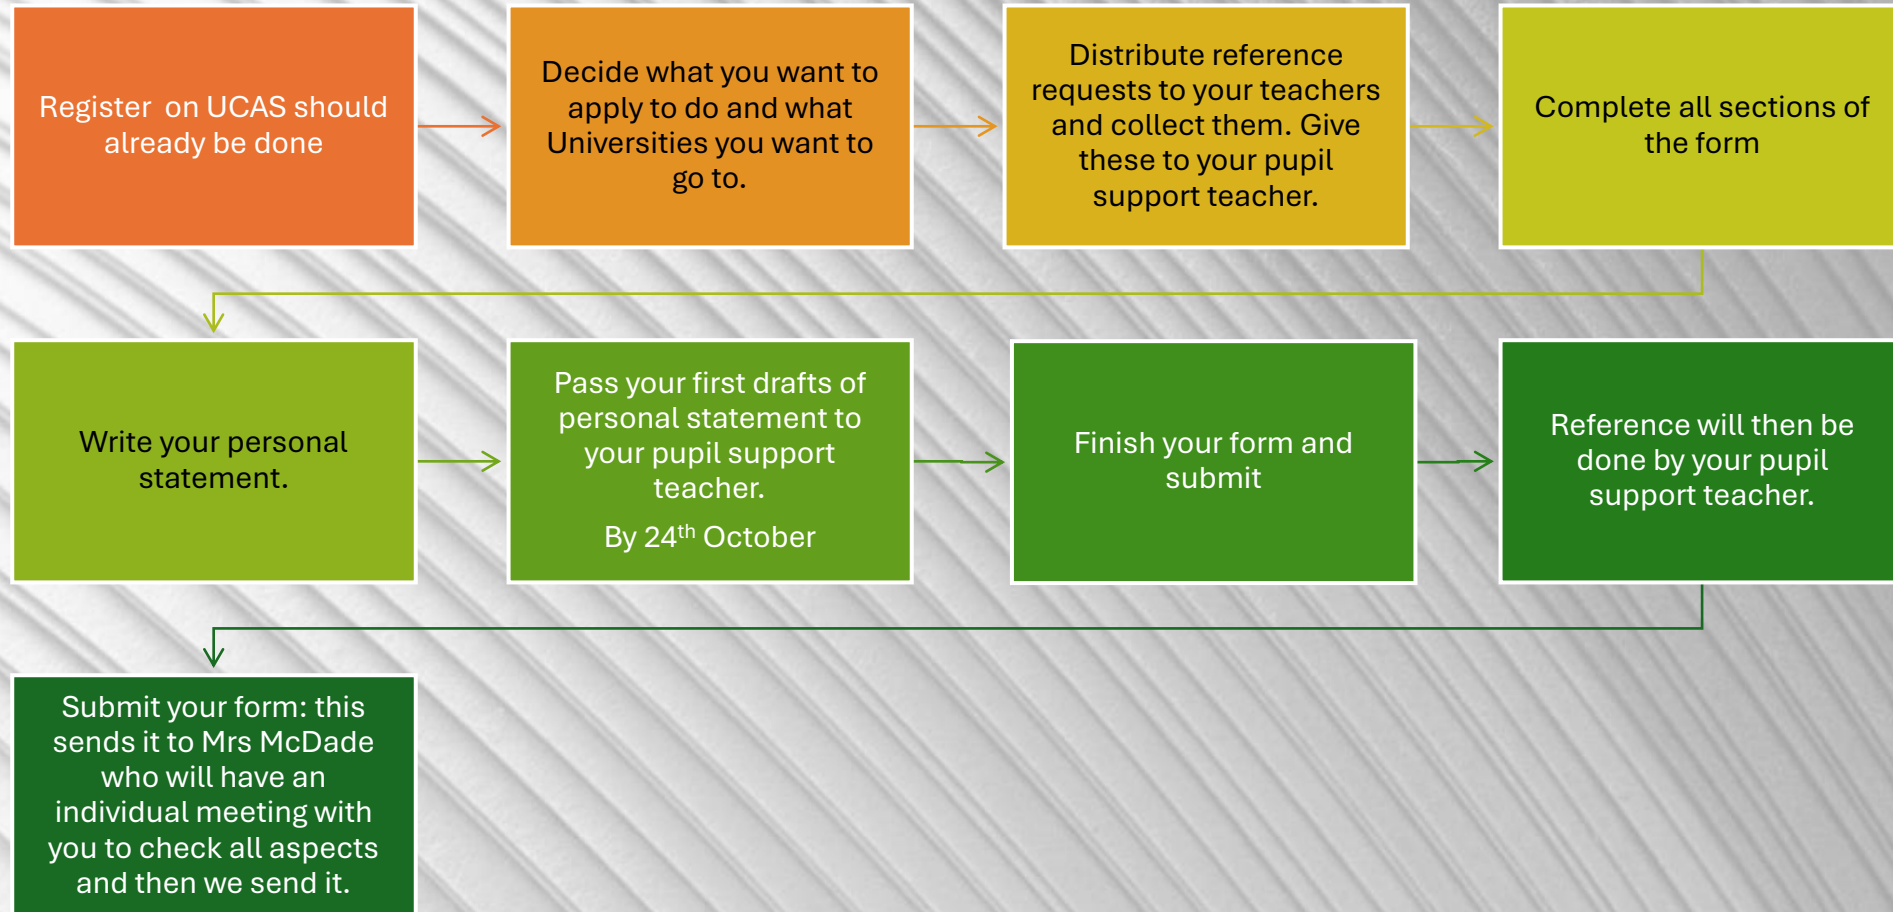 Register  on UCAS should
already be done
Decide what you want to
apply to do and what
Universities you want to
go to.
Distribute reference
requests to your teachers
and collect them. Give
these to your pupil
support teacher.
Complete all sections of
the form
Write your personal
statement.
Pass your first drafts of
personal statement to
your pupil support
teacher.
By 24th October
Finish your form and
submit
Reference will then be
done by your pupil
support teacher.
Submit your form: this
sends it to Mrs McDade
who will have an
individual meeting with
you to check all aspects
and then we send it.